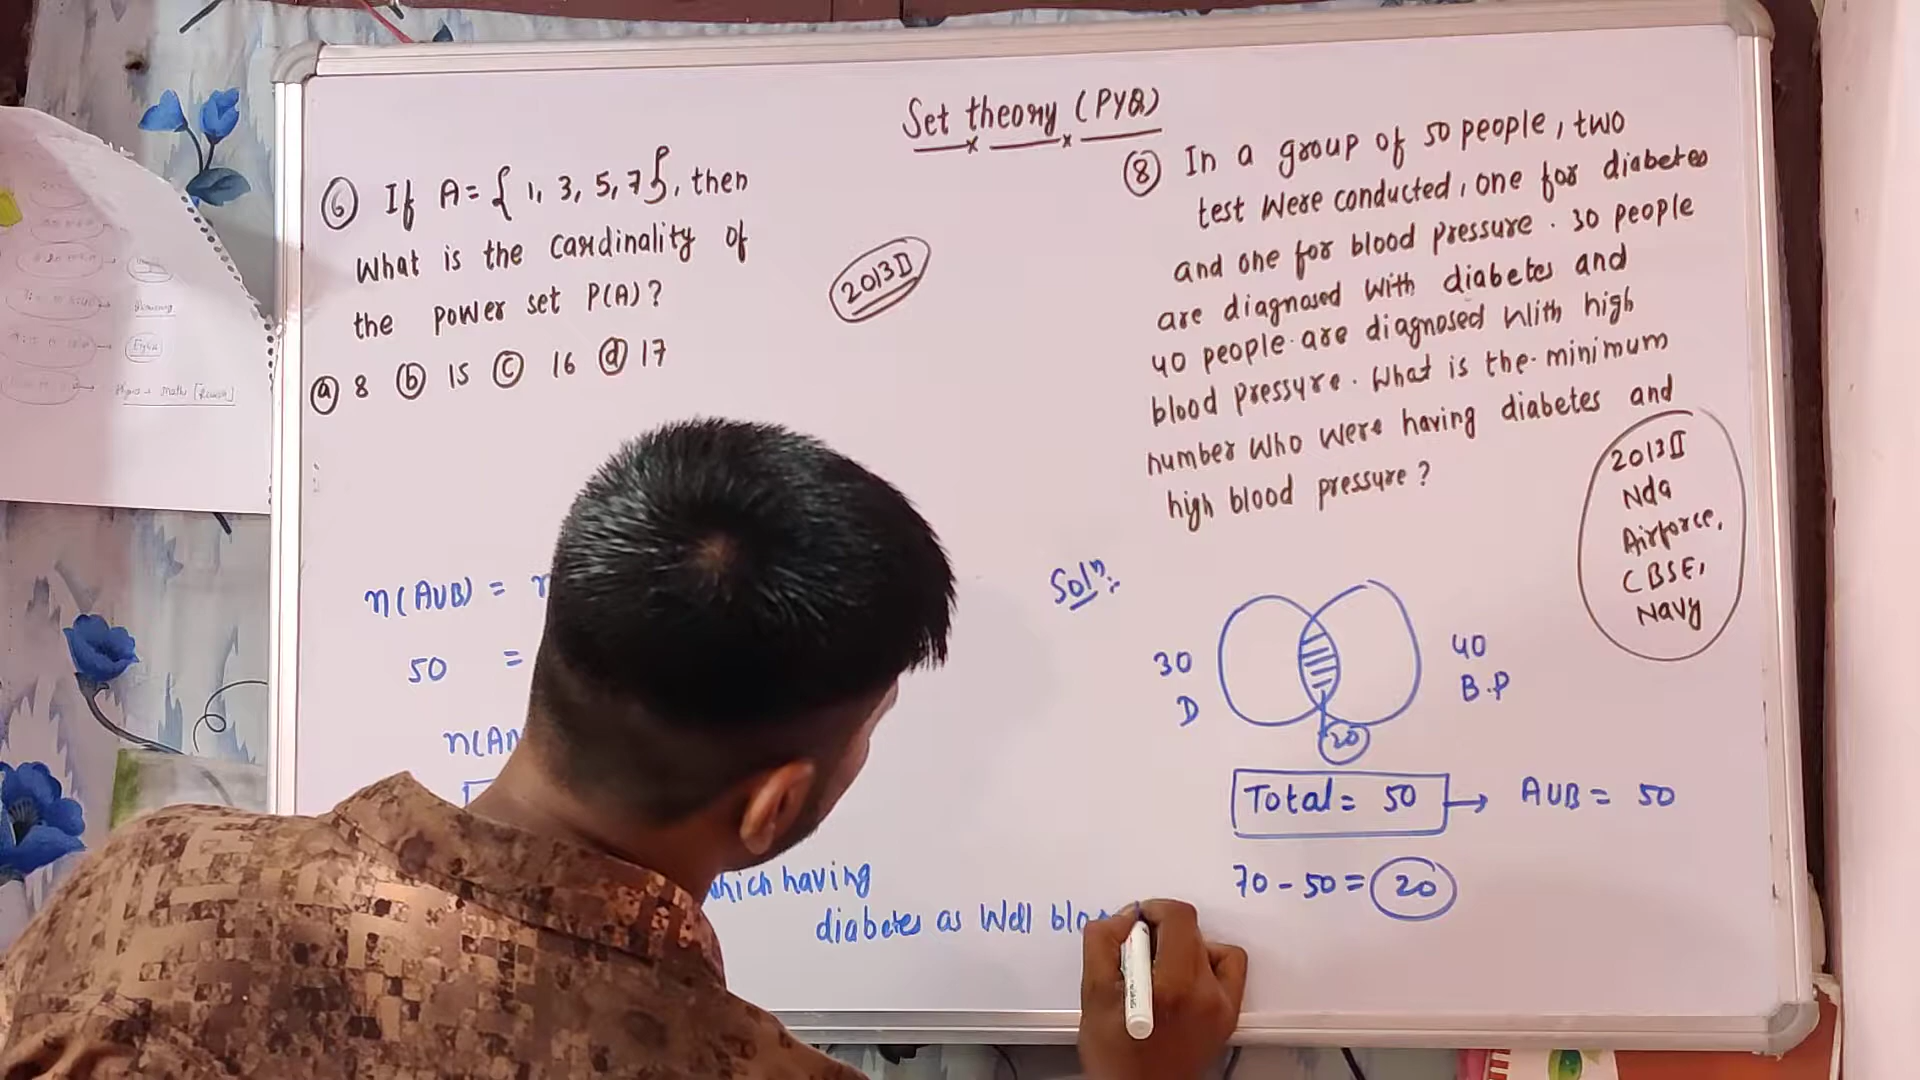 Set theory (PYQ)
⑥ If A = { 1, 3, 5, 7 }, then
What is the cardinality of
the power set P(A) ?
ⓐ 8 ⓑ 15 ⓒ 16 ⓓ 17
2013 II
n(AUB) =
50 =
which having
diabetes as Well
⑧ In a group of 50 people, two
test Were conducted, one for diabetes
and one for blood pressure. 30 people
are diagnosed With diabetes and
40 people are diagnosed With high
blood pressure. What is the minimum
number Who Were having diabetes and
high blood pressure ?
2013 II
Nda
Airforce,
CBSE,
Navy
Solⁿ:
30
D
40
B.P
20
Total = 50 → AUB = 50
70 - 50 = 20
English